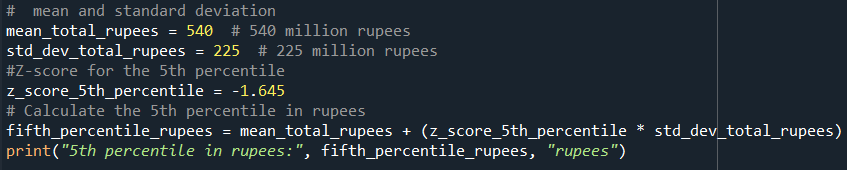 #  mean and standard deviation
mean_total_rupees = 540  # 540 million rupees
std_dev_total_rupees = 225  # 225 million rupees
#Z-score for the 5th percentile
z_score_5th_percentile = -1.645
# Calculate the 5th percentile in rupees
fifth_percentile_rupees = mean_total_rupees + (z_score_5th_percentile * std_dev_total_rupees)
print("5th percentile in rupees:", fifth_percentile_rupees, "rupees")